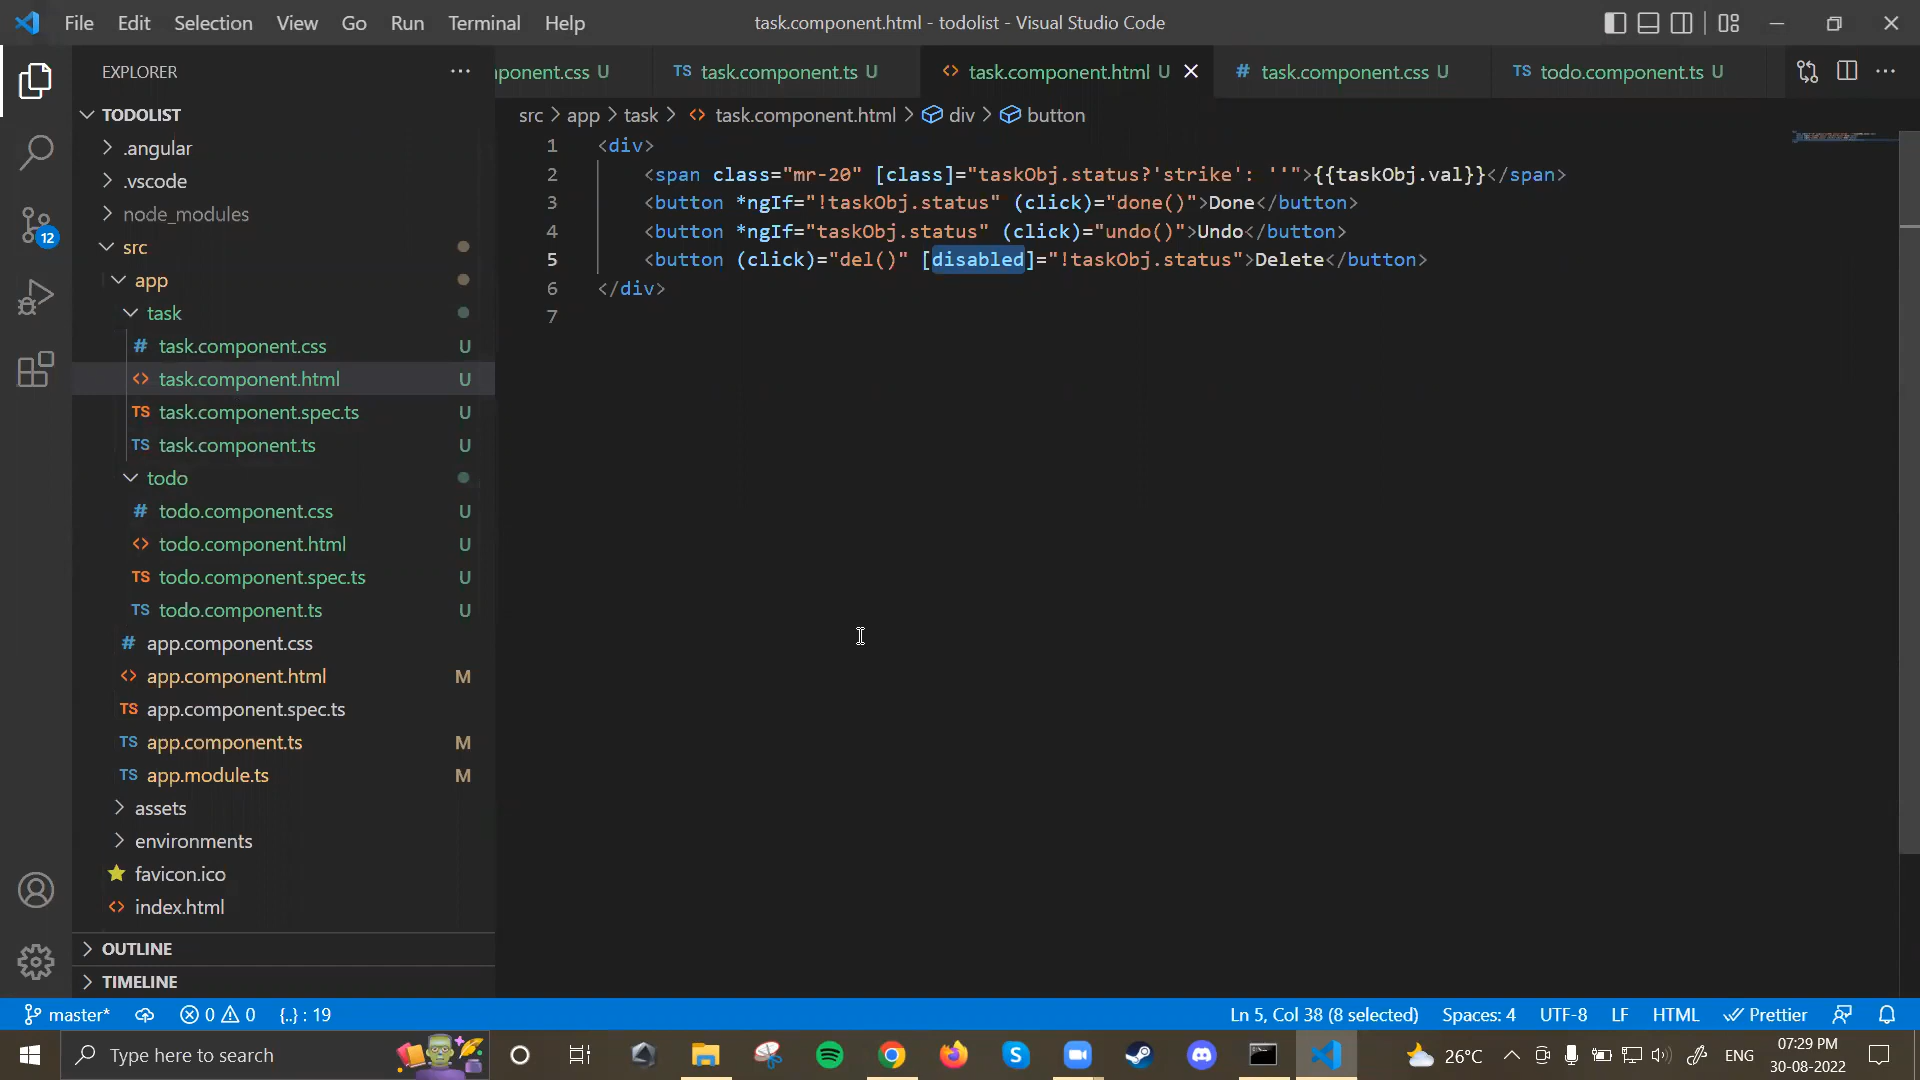 File Edit Selection View Go Run Terminal Help
task.component.html - todolist - Visual Studio Code
EXPLORER
TODOLIST
.angular
.vscode
node_modules
src
app
task
task.component.css U
task.component.html U
task.component.spec.ts U
task.component.ts U
todo
todo.component.css U
todo.component.html U
todo.component.spec.ts U
todo.component.ts U
app.component.css
app.component.html M
app.component.spec.ts
app.component.ts M
app.module.ts M
assets
environments
favicon.ico
index.html
OUTLINE
TIMELINE
12
ponent.css U
TS task.component.ts U
task.component.html U
# task.component.css U
TS todo.component.ts U
src > app > task > task.component.html > div > button
1 <div>
2 <span class="mr-20" [class]="taskObj.status?'strike': ''">{{taskObj.val}}</span>
3 <button *ngIf="!taskObj.status" (click)="done()">Done</button>
4 <button *ngIf="taskObj.status" (click)="undo()">Undo</button>
5 <button (click)="del()" [disabled]="!taskObj.status">Delete</button>
6 </div>
7
master* 0 0 {..} : 19
Ln 5, Col 38 (8 selected) Spaces: 4 UTF-8 LF HTML Prettier
Type here to search
26°C ENG
07:29 PM
30-08-2022